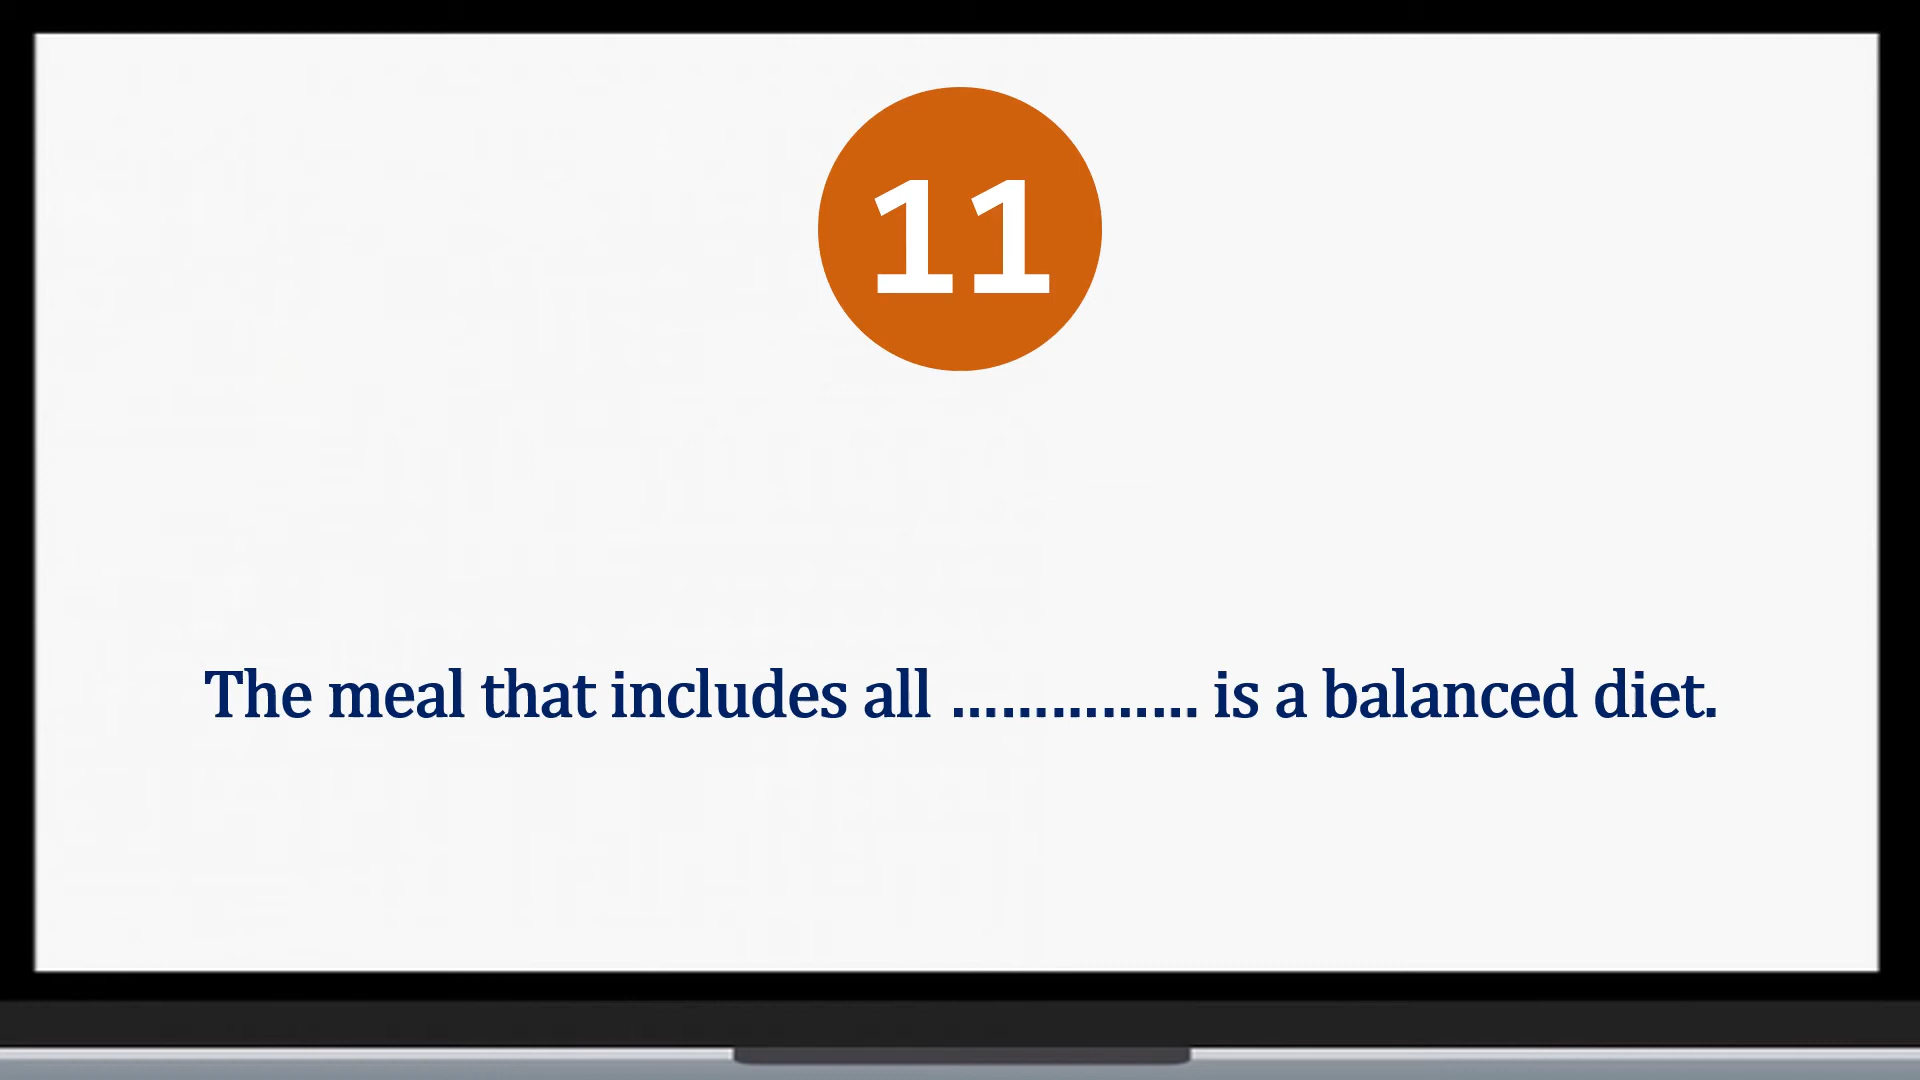 11
The meal that includes all …………… is a balanced diet.